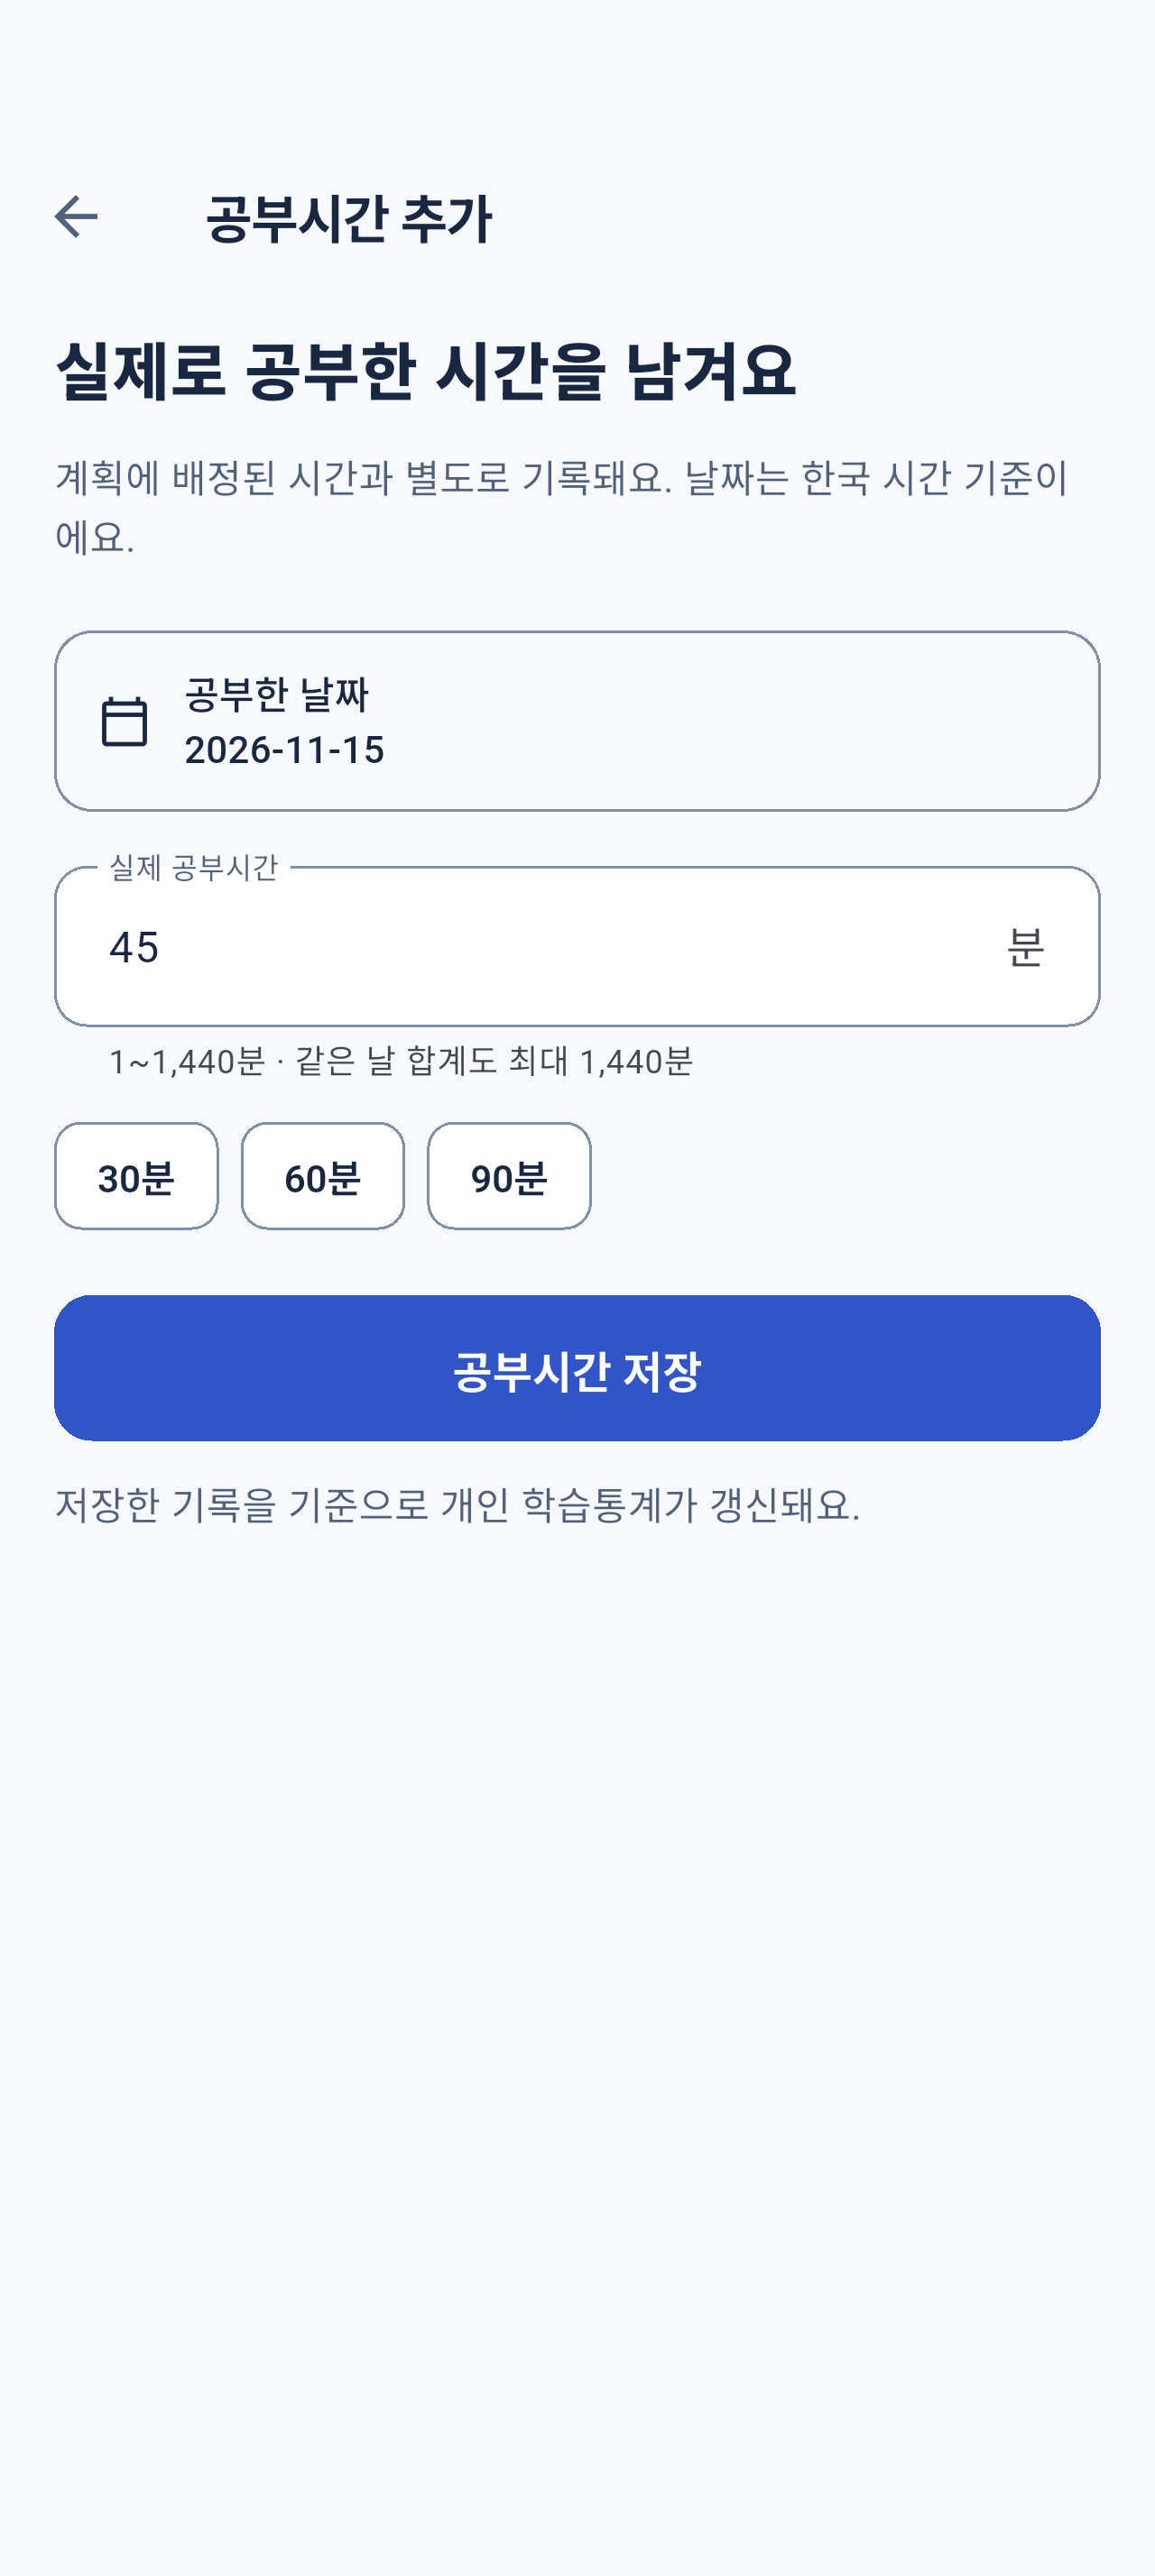 공부시간 추가
실제로 공부한 시간을 남겨요
계획에 배정된 시간과 별도로 기록돼요. 날짜는 한국 시간 기준이
에요.
공부한 날짜
2026-11-15
실제 공부시간
45 분
1~1,440분 · 같은 날 합계도 최대 1,440분
30분 60분 90분
공부시간 저장
저장한 기록을 기준으로 개인 학습통계가 갱신돼요.